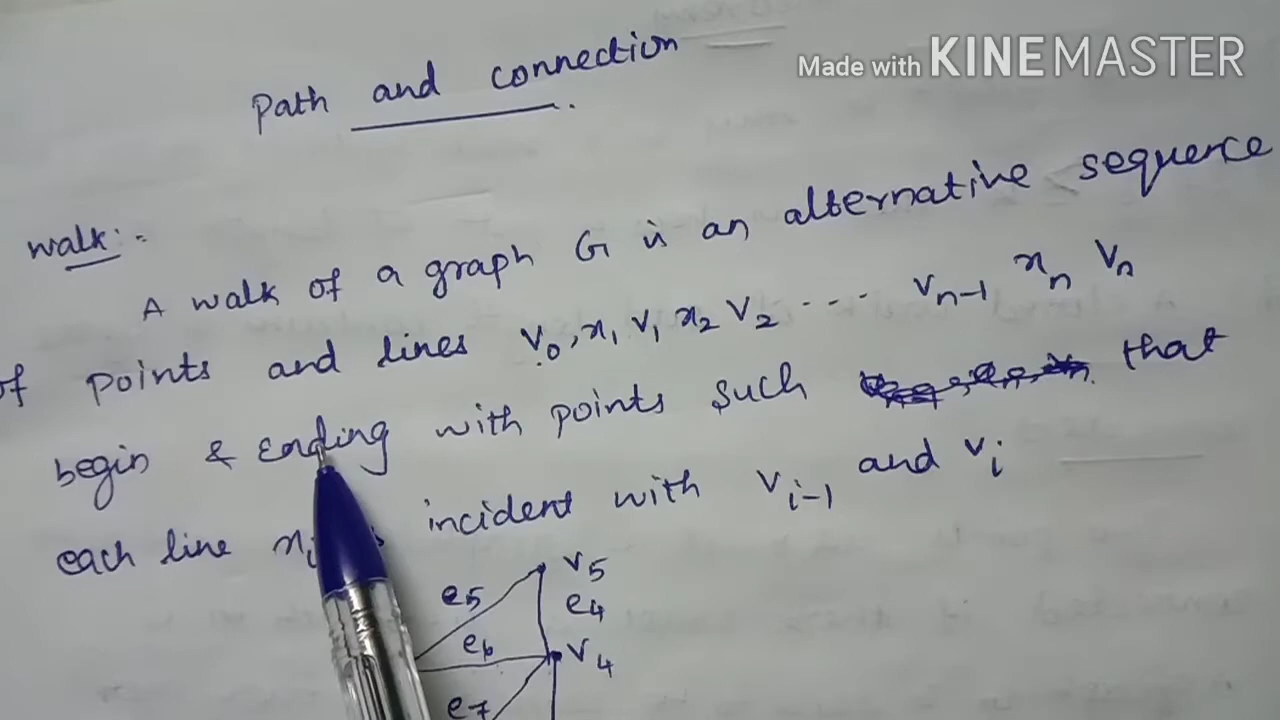 Made with KINEMASTER
Path and connection
walk:-
A walk of a graph G is an alternative sequence
of points and lines v0, x1 v1 x2 v2 .... vn-1 xn vn
begin & Ending with points such that
each line xi incident with vi-1 and vi
e5 v5
e4
e6 v4
e7